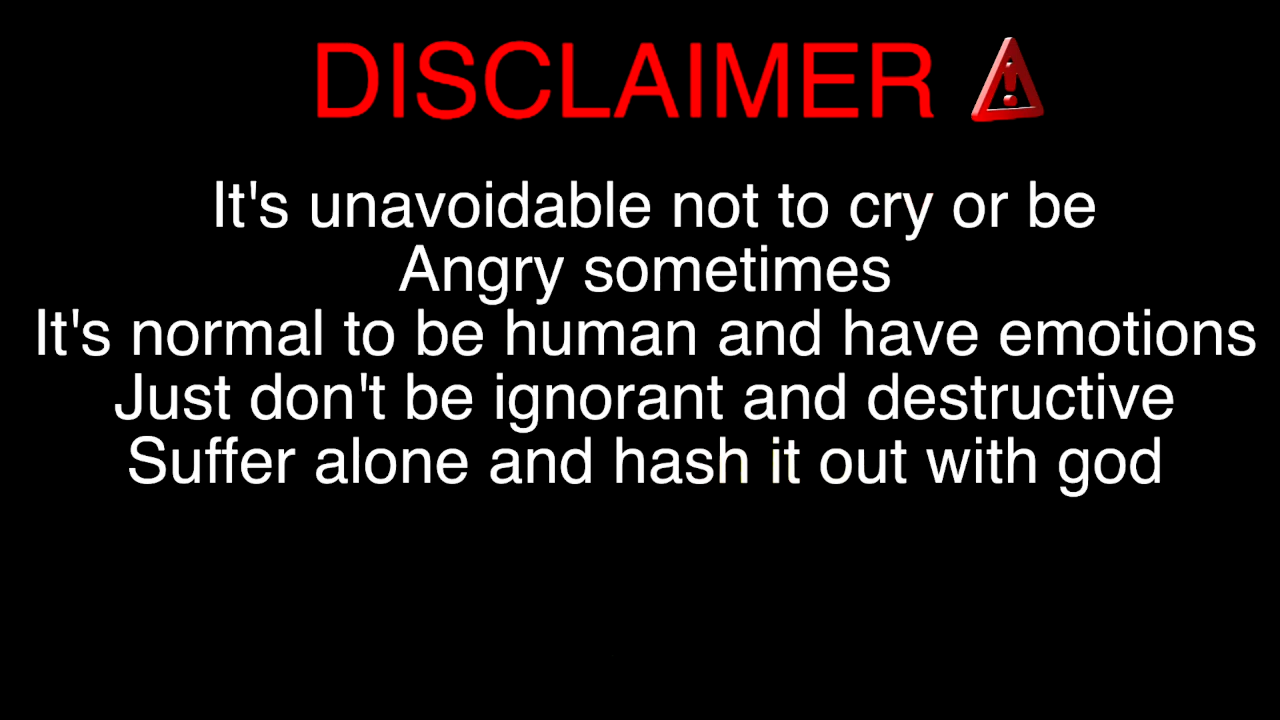 DISCLAIMER
It's unavoidable not to cry or be
Angry sometimes
It's normal to be human and have emotions
Just don't be ignorant and destructive
Suffer alone and hash it out with god